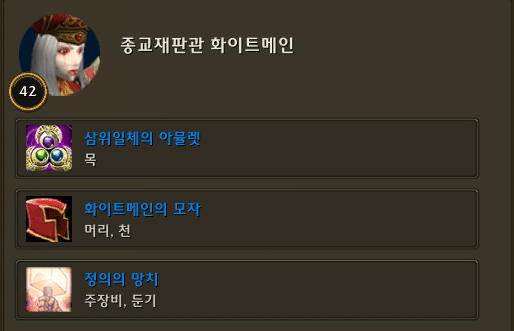 종교재판관 화이트메인
42
삼위일체의 아뮬렛
목
화이트메인의 모자
머리, 천
정의의 망치
주장비, 둔기